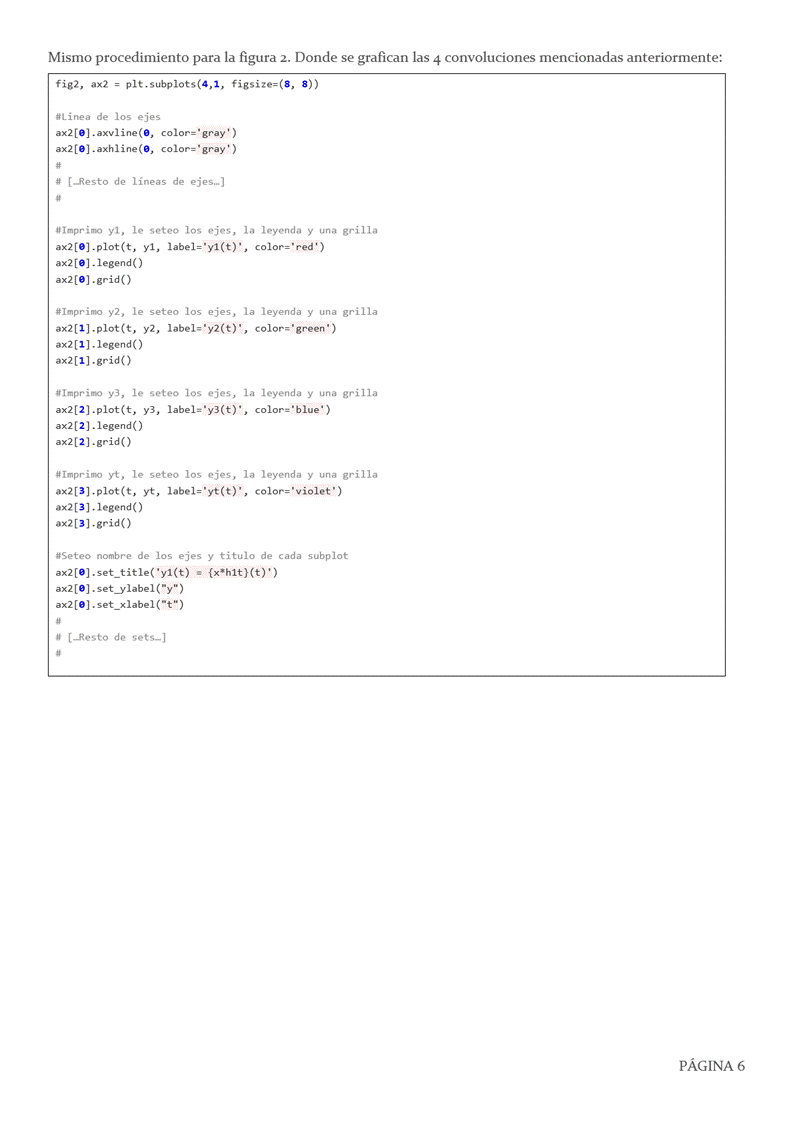 Mismo procedimiento para la figura 2. Donde se grafican las 4 convoluciones mencionadas anteriormente:
fig2, ax2 = plt.subplots(4,1, figsize=(8, 8))
#Linea de los ejes
ax2[0].axvline(0, color='gray')
ax2[0].axhline(0, color='gray')
#
# […Resto de líneas de ejes…]
#
#Imprimo y1, le seteo los ejes, la leyenda y una grilla
ax2[0].plot(t, y1, label='y1(t)', color='red')
ax2[0].legend()
ax2[0].grid()
#Imprimo y2, le seteo los ejes, la leyenda y una grilla
ax2[1].plot(t, y2, label='y2(t)', color='green')
ax2[1].legend()
ax2[1].grid()
#Imprimo y3, le seteo los ejes, la leyenda y una grilla
ax2[2].plot(t, y3, label='y3(t)', color='blue')
ax2[2].legend()
ax2[2].grid()
#Imprimo yt, le seteo los ejes, la leyenda y una grilla
ax2[3].plot(t, yt, label='yt(t)', color='violet')
ax2[3].legend()
ax2[3].grid()
#Seteo nombre de los ejes y titulo de cada subplot
ax2[0].set_title('y1(t) = {x*h1t}(t)')
ax2[0].set_ylabel("y")
ax2[0].set_xlabel("t")
#
# […Resto de sets…]
#
PÁGINA 6